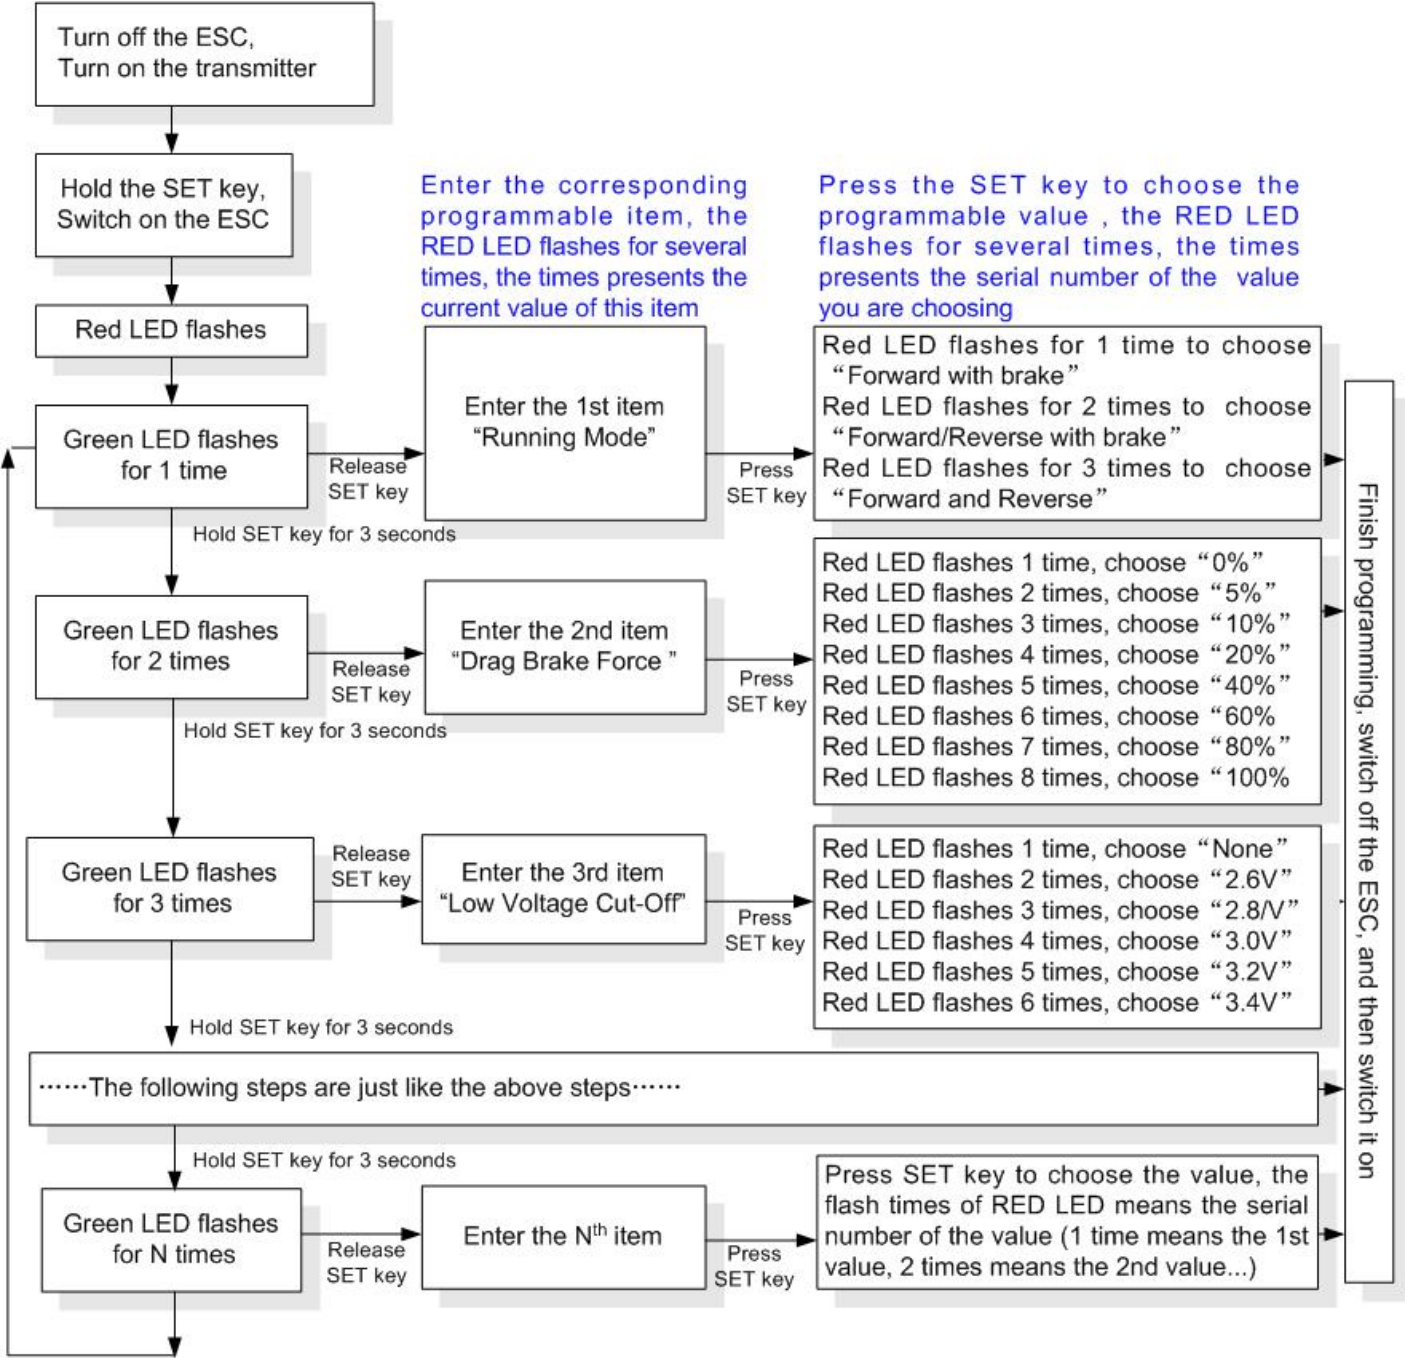 Turn off the ESC,
Turn on the transmitter
Hold the SET key,
Switch on the ESC
Red LED flashes
Enter the corresponding
programmable item, the
RED LED flashes for several
times, the times presents the
current value of this item
Press the SET key to choose the
programmable value , the RED LED
flashes for several times, the times
presents the serial number of the value
you are choosing
Green LED flashes
for 1 time
Release
SET key
Enter the 1st item
“Running Mode”
Press
SET key
Red LED flashes for 1 time to choose
“Forward with brake”
Red LED flashes for 2 times to choose
“Forward/Reverse with brake”
Red LED flashes for 3 times to choose
“Forward and Reverse”
Hold SET key for 3 seconds
Green LED flashes
for 2 times
Release
SET key
Enter the 2nd item
“Drag Brake Force ”
Press
SET key
Red LED flashes 1 time, choose “0%”
Red LED flashes 2 times, choose “5%”
Red LED flashes 3 times, choose “10%”
Red LED flashes 4 times, choose “20%”
Red LED flashes 5 times, choose “40%”
Red LED flashes 6 times, choose “60%
Red LED flashes 7 times, choose “80%”
Red LED flashes 8 times, choose “100%
Hold SET key for 3 seconds
Green LED flashes
for 3 times
Release
SET key
Enter the 3rd item
“Low Voltage Cut-Off”
Press
SET key
Red LED flashes 1 time, choose “None”
Red LED flashes 2 times, choose “2.6V”
Red LED flashes 3 times, choose “2.8/V”
Red LED flashes 4 times, choose “3.0V”
Red LED flashes 5 times, choose “3.2V”
Red LED flashes 6 times, choose “3.4V”
Hold SET key for 3 seconds
······The following steps are just like the above steps······
Hold SET key for 3 seconds
Green LED flashes
for N times
Release
SET key
Enter the Nth item
Press
SET key
Press SET key to choose the value, the
flash times of RED LED means the serial
number of the value (1 time means the 1st
value, 2 times means the 2nd value...)
Finish programming, switch off the ESC, and then switch it on